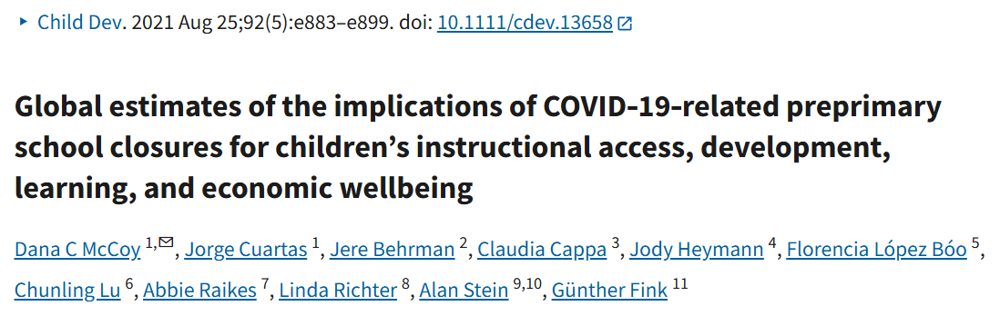 Child Dev. 2021 Aug 25;92(5):e883–e899. doi: 10.1111/cdev.13658
Global estimates of the implications of COVID-19-related preprimary
school closures for children’s instructional access, development,
learning, and economic wellbeing
Dana C McCoy 1,✉, Jorge Cuartas 1, Jere Behrman 2, Claudia Cappa 3, Jody Heymann 4, Florencia López Bóo 5,
Chunling Lu 6, Abbie Raikes 7, Linda Richter 8, Alan Stein 9,10, Günther Fink 11